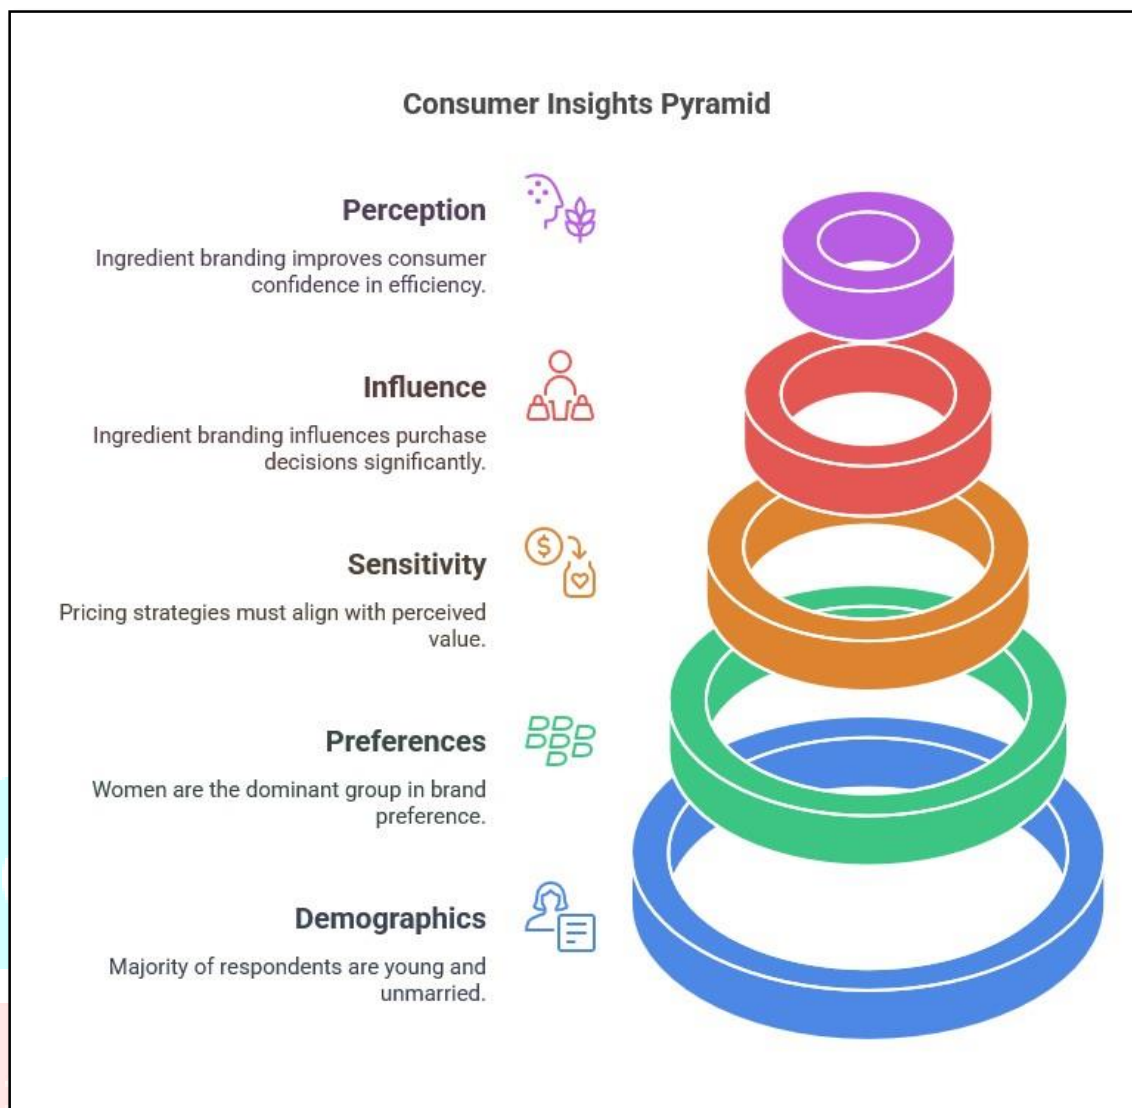 Consumer Insights Pyramid
Perception
Ingredient branding improves consumer
confidence in efficiency.
Influence
Ingredient branding influences purchase
decisions significantly.
Sensitivity
Pricing strategies must align with perceived
value.
Preferences
Women are the dominant group in brand
preference.
Demographics
Majority of respondents are young and
unmarried.